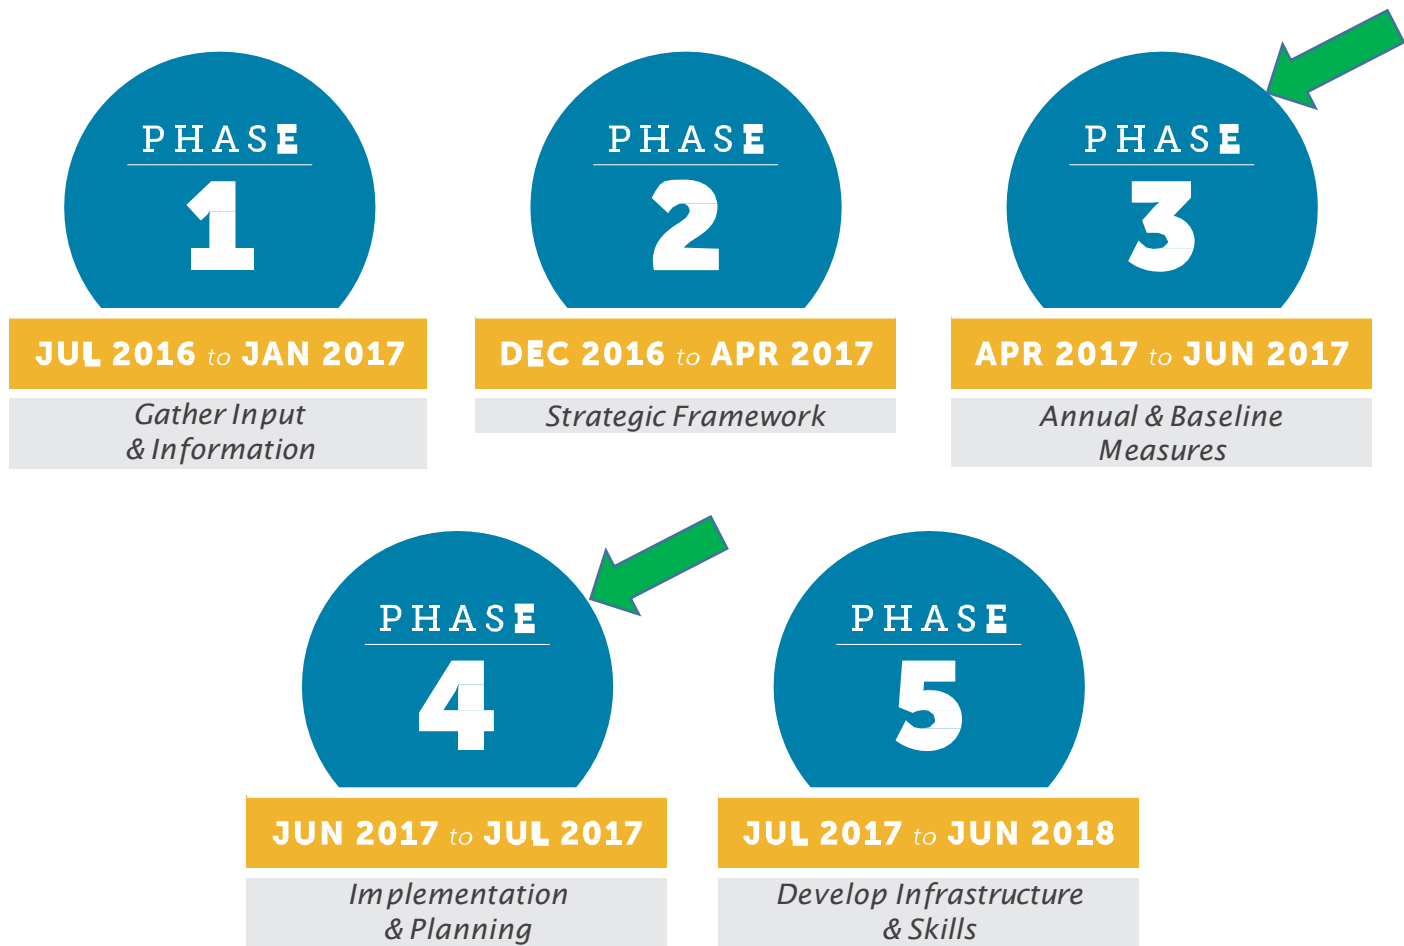 PHASE
1
JUL 2016 to JAN 2017
Gather Input
& Information
PHASE
2
DEC 2016 to APR 2017
Strategic Framework
PHASE
3
APR 2017 to JUN 2017
Annual & Baseline
Measures
PHASE
4
JUN 2017 to JUL 2017
Implementation
& Planning
PHASE
5
JUL 2017 to JUN 2018
Develop Infrastructure
& Skills